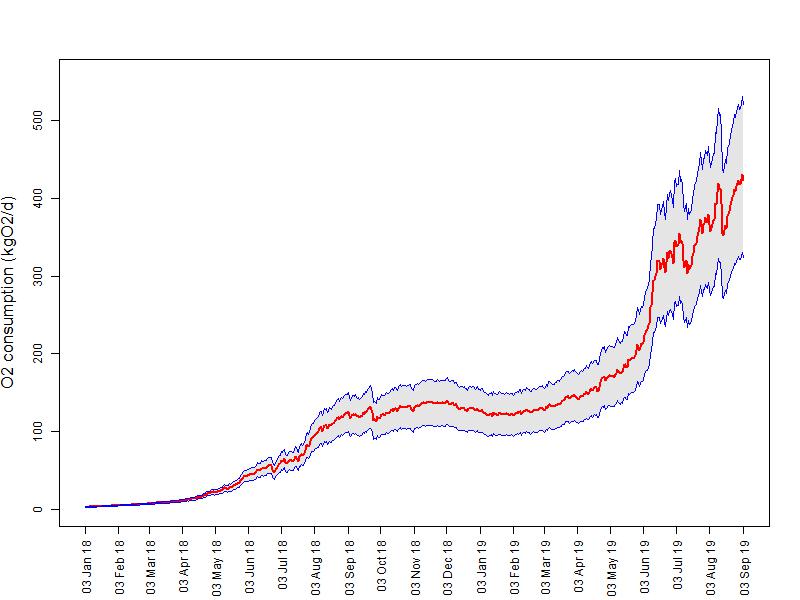 O2 consumption (kgO2/d)
500
400
300
200
100
0
03 Jan 18
03 Feb 18
03 Mar 18
03 Apr 18
03 May 18
03 Jun 18
03 Jul 18
03 Aug 18
03 Sep 18
03 Oct 18
03 Nov 18
03 Dec 18
03 Jan 19
03 Feb 19
03 Mar 19
03 Apr 19
03 May 19
03 Jun 19
03 Jul 19
03 Aug 19
03 Sep 19